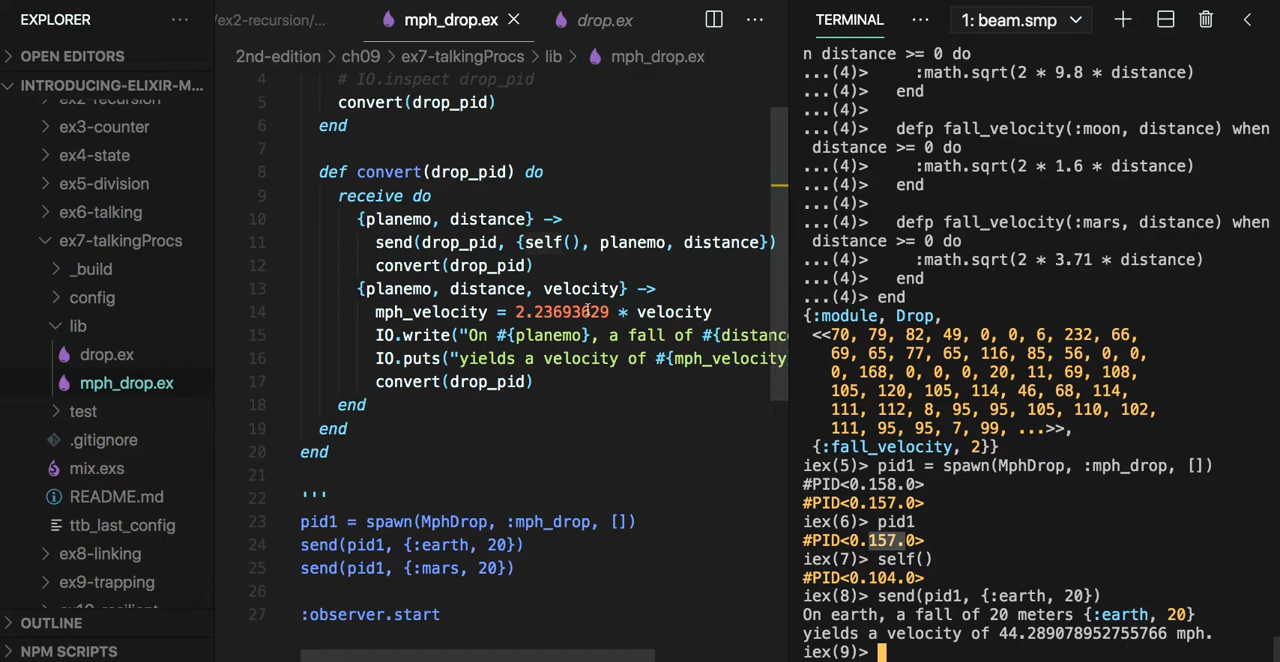 EXPLORER
OPEN EDITORS
INTRODUCING-ELIXIR-M...
ex2-recursion
ex3-counter
ex4-state
ex5-division
ex6-talking
ex7-talkingProcs
_build
config
lib
drop.ex
mph_drop.ex
test
.gitignore
mix.exs
README.md
ttb_last_config
ex8-linking
ex9-trapping
ex10-resilient
OUTLINE
NPM SCRIPTS
/ex2-recursion/...
mph_drop.ex
drop.ex
2nd-edition > ch09 > ex7-talkingProcs > lib > mph_drop.ex
4 # IO.inspect drop_pid
5 convert(drop_pid)
6 end
7
8 def convert(drop_pid) do
9 receive do
10 {planemo, distance} ->
11 send(drop_pid, {self(), planemo, distance})
12 convert(drop_pid)
13 {planemo, distance, velocity} ->
14 mph_velocity = 2.23693629 * velocity
15 IO.write("On #{planemo}, a fall of #{distanc
16 IO.puts("yields a velocity of #{mph_velocity
17 convert(drop_pid)
18 end
19 end
20 end
21
22 '''
23 pid1 = spawn(MphDrop, :mph_drop, [])
24 send(pid1, {:earth, 20})
25 send(pid1, {:mars, 20})
26
27 :observer.start
TERMINAL
1: beam.smp
n distance >= 0 do
...(4)> :math.sqrt(2 * 9.8 * distance)
...(4)> end
...(4)>
...(4)> defp fall_velocity(:moon, distance) when
distance >= 0 do
...(4)> :math.sqrt(2 * 1.6 * distance)
...(4)> end
...(4)>
...(4)> defp fall_velocity(:mars, distance) when
distance >= 0 do
...(4)> :math.sqrt(2 * 3.71 * distance)
...(4)> end
...(4)> end
{:module, Drop,
<<70, 79, 82, 49, 0, 0, 6, 232, 66,
69, 65, 77, 65, 116, 85, 56, 0, 0,
0, 168, 0, 0, 0, 20, 11, 69, 108,
105, 120, 105, 114, 46, 68, 114,
111, 112, 8, 95, 95, 105, 110, 102,
111, 95, 95, 7, 99, ...>>,
{:fall_velocity, 2}}
iex(5)> pid1 = spawn(MphDrop, :mph_drop, [])
#PID<0.158.0>
#PID<0.157.0>
iex(6)> pid1
#PID<0.157.0>
iex(7)> self()
#PID<0.104.0>
iex(8)> send(pid1, {:earth, 20})
On earth, a fall of 20 meters {:earth, 20}
yields a velocity of 44.289078952755766 mph.
iex(9)>